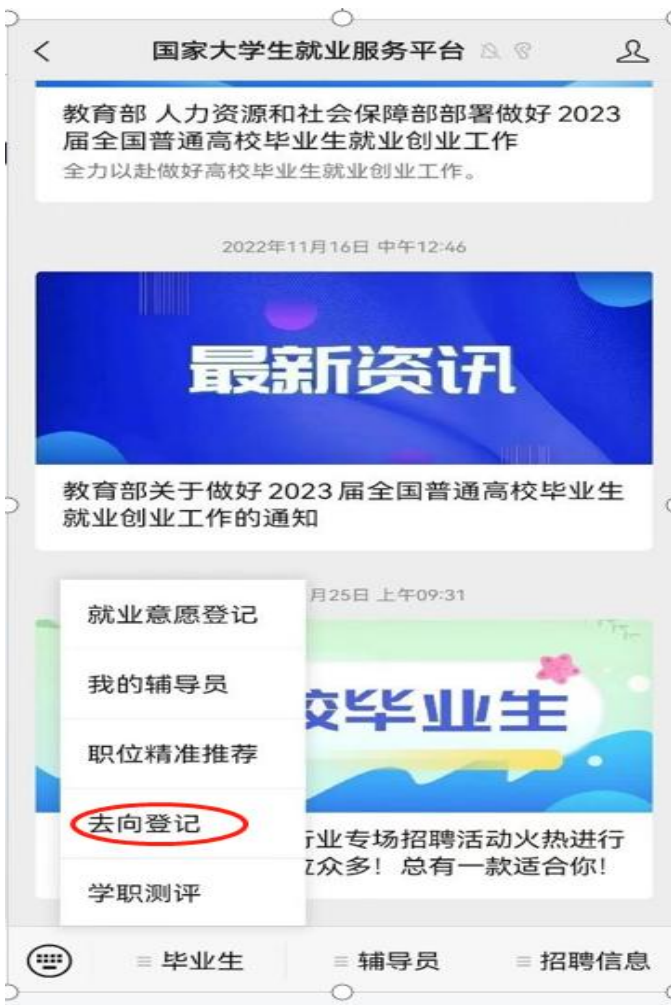 国家大学生就业服务平台
教育部 人力资源和社会保障部部署做好 2023
届全国普通高校毕业生就业创业工作
全力以赴做好高校毕业生就业创业工作。
2022年11月16日 中午12:46
最新资讯
教育部关于做好 2023 届全国普通高校毕业生
就业创业工作的通知
月25日 上午09:31
校毕业生
行业专场招聘活动火热进行
位众多！总有一款适合你！
就业意愿登记
我的辅导员
职位精准推荐
去向登记
学职测评
毕业生
辅导员
招聘信息